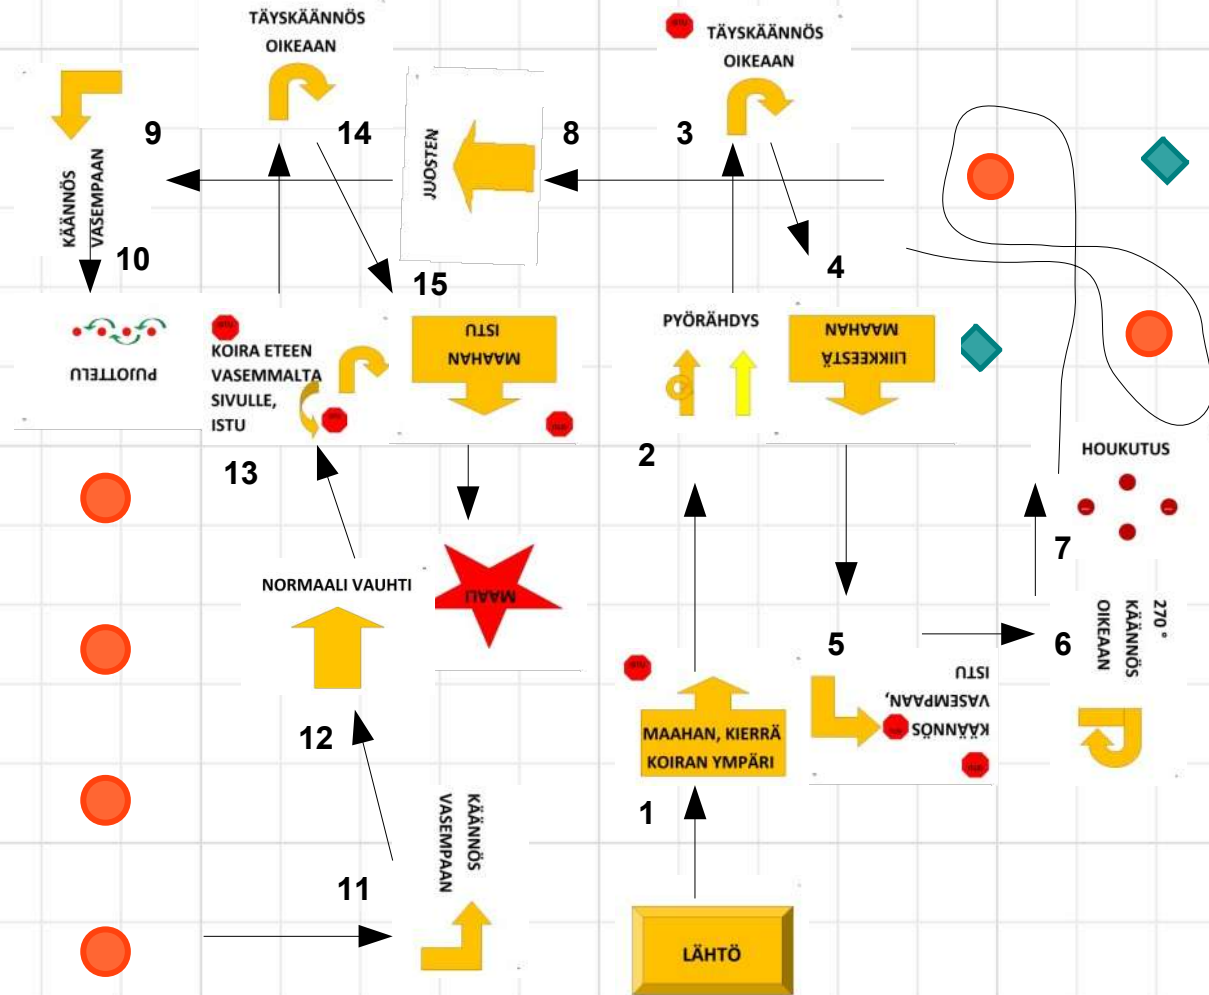 TÄYSKÄÄNNÖS
OIKEAAN
TÄYSKÄÄNNÖS
OIKEAAN
9
14
8
3
KÄÄNNÖS
VASEMPAAN
JUOSTEN
10
15
4
PUJOTTELU
KOIRA ETEEN
VASEMMALTA
SIVULLE,
ISTU
MAAHAN
ISTU
PYÖRÄHDYS
LIIKKEESTÄ
MAAHAN
13
2
HOUKUTUS
7
NORMAALI VAUHTI
MAALI
12
5
6
270 °
KÄÄNNÖS
OIKEAAN
KÄÄNNÖS
VASEMPAAN,
ISTU
MAAHAN, KIERRÄ
KOIRAN YMPÄRI
1
KÄÄNNÖS
VASEMPAAN
11
LÄHTÖ